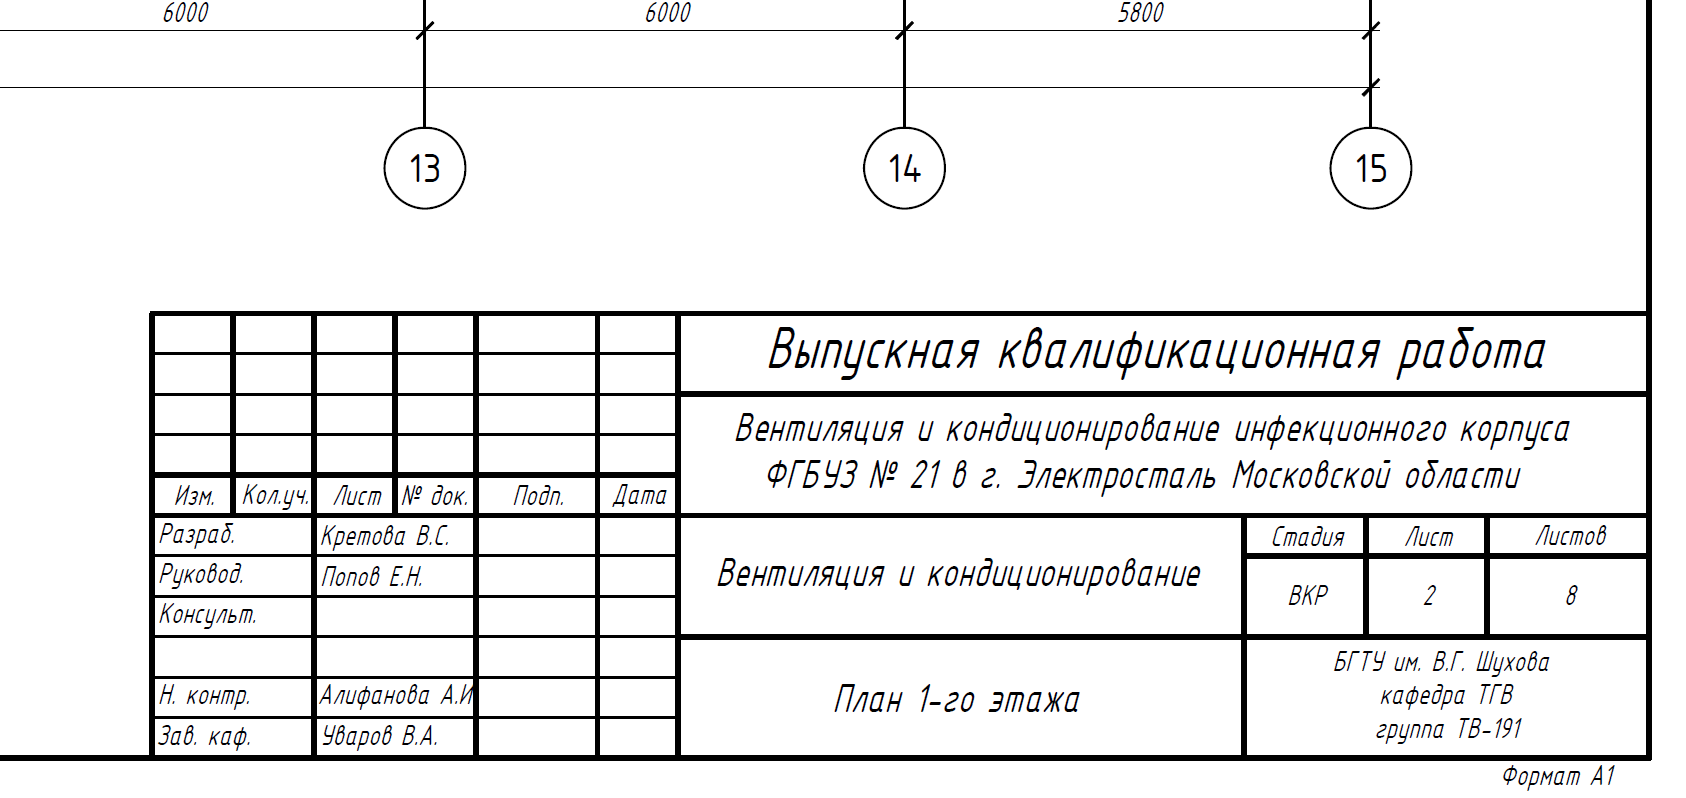 6000 6000 5800
13 14 15
Выпускная квалификационная работа
Вентиляция и кондиционирование инфекционного корпуса
ФГБУЗ № 21 в г. Электросталь Московской области
Изм. Кол.уч. Лист № док. Подп. Дата
Разраб. Кретова В.С.
Руковод. Попов Е.Н.
Консульт.
Н. контр. Алифанова А.И
Зав. каф. Уваров В.А.
Вентиляция и кондиционирование
Стадия Лист Листов
ВКР 2 8
План 1-го этажа
БГТУ им. В.Г. Шухова
кафедра ТГВ
группа ТВ-191
Формат А1